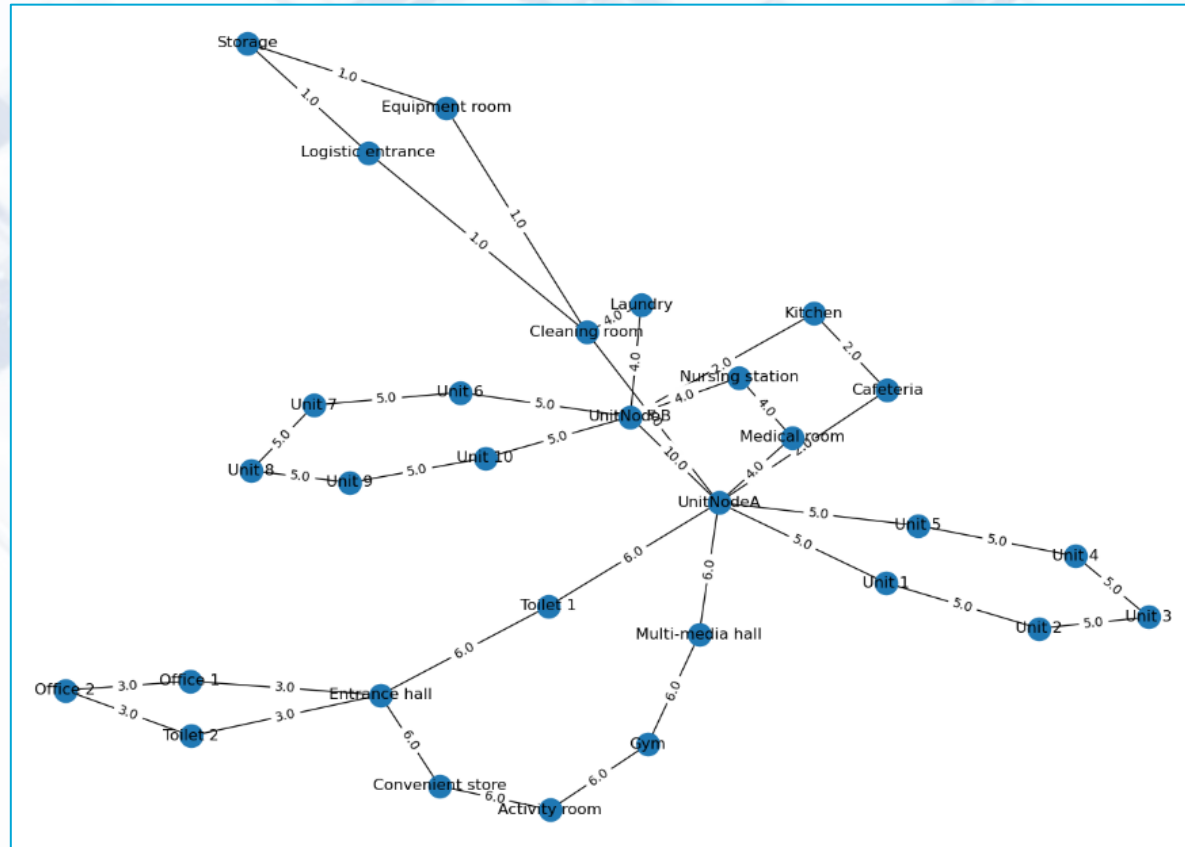 Storage
1.0
Equipment room
1.0
Logistic entrance
1.0
1.0
Laundry
4.0
Kitchen
Cleaning room
4.0
2.0
2.0
Nursing station
Unit 6
4.0
Cafeteria
Unit 7
5.0
5.0
UnitNodeB
4.0
5.0
Medical room
5.0
Unit 10
10.0
4.0
2.0
Unit 8
5.0
Unit 9
5.0
UnitNodeA
5.0
Unit 5
5.0
Unit 4
6.0
5.0
6.0
Unit 1
5.0
5.0
Unit 3
Toilet 1
Unit 2
5.0
Multi-media hall
6.0
Office 2
3.0
Office 1
3.0
Entrance hall
6.0
3.0
3.0
Toilet 2
6.0
Gym
Convenient store
6.0
6.0
Activity room